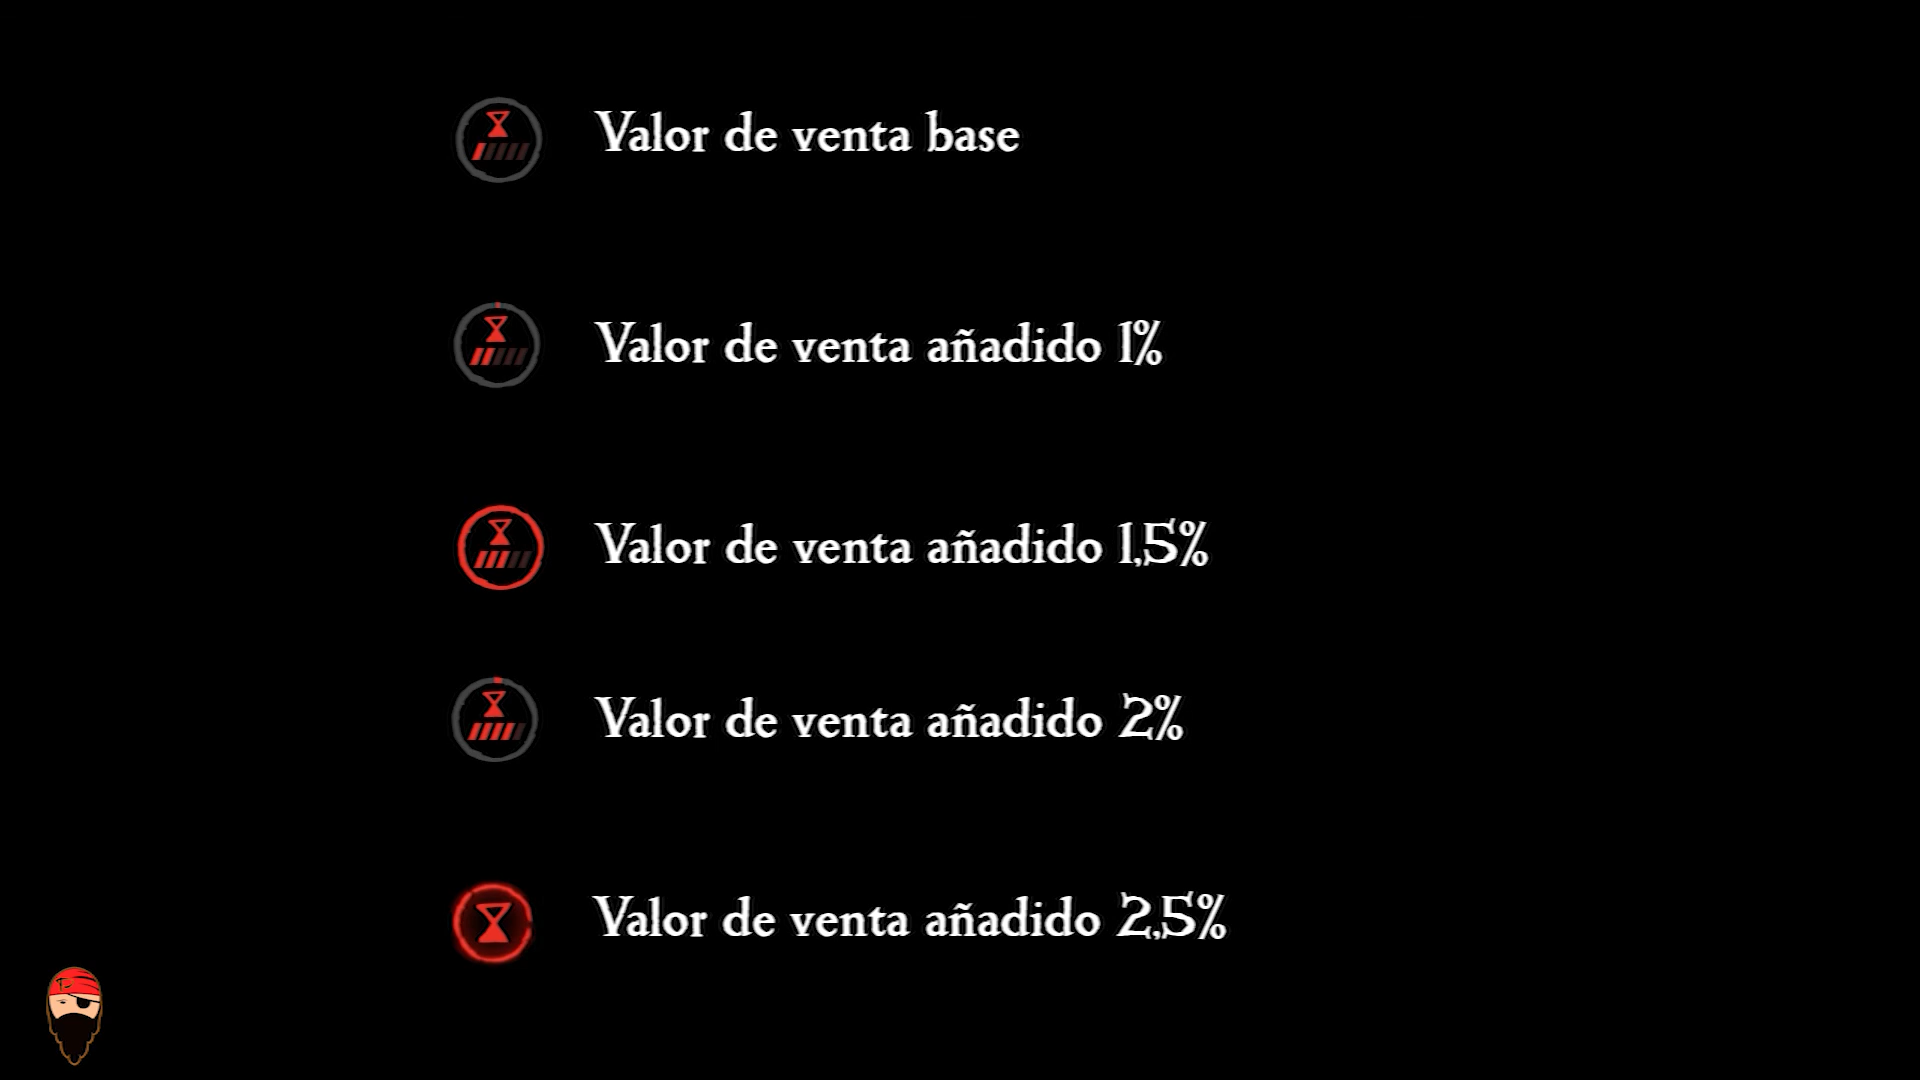 Valor de venta base
Valor de venta añadido 1%
Valor de venta añadido 1,5%
Valor de venta añadido 2%
Valor de venta añadido 2,5%